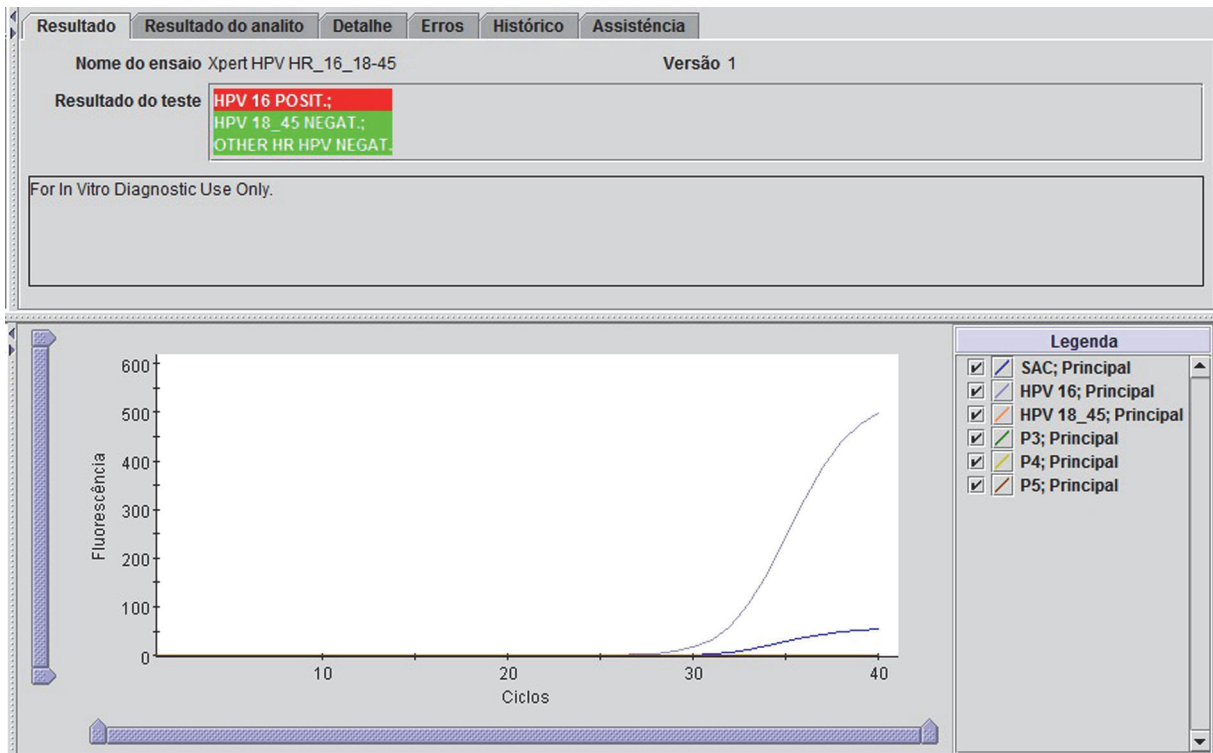 Resultado Resultado do analito Detalhe Erros Histórico Assisténcia
Nome do ensaio Xpert HPV HR_16_18-45 Versão 1
Resultado do teste HPV 16 POSIT.;
HPV 18_45 NEGAT.;
OTHER HR HPV NEGAT.
For In Vitro Diagnostic Use Only.
600
500
400
300
200
100
0
Fluorescência
10 20 30 40
Ciclos
Legenda
SAC; Principal
HPV 16; Principal
HPV 18_45; Principal
P3; Principal
P4; Principal
P5; Principal